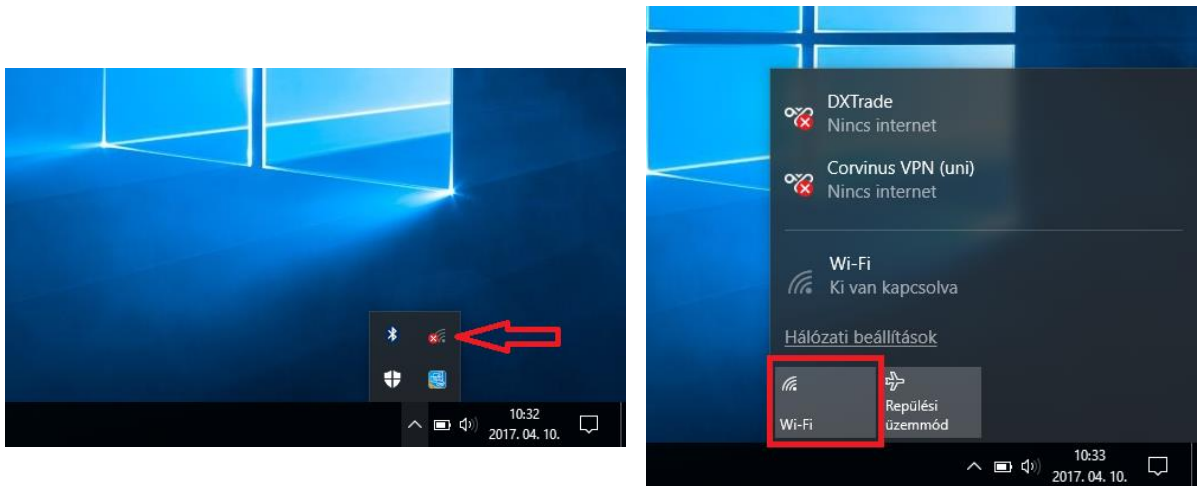 10:32
2017. 04. 10.
DXTrade
Nincs internet
Corvinus VPN (uni)
Nincs internet
Wi-Fi
Ki van kapcsolva
Hálózati beállítások
Wi-Fi
Repülési
üzemmód
10:33
2017. 04. 10.